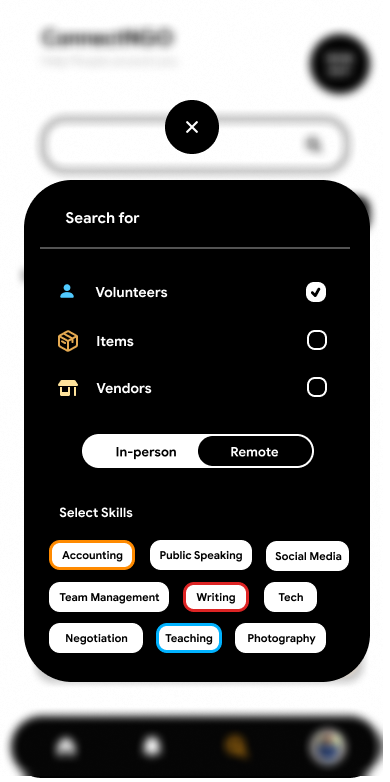 ConnectNGO
Search for
Volunteers
Items
Vendors
In-person Remote
Select Skills
Accounting Public Speaking Social Media
Team Management Writing Tech
Negotiation Teaching Photography